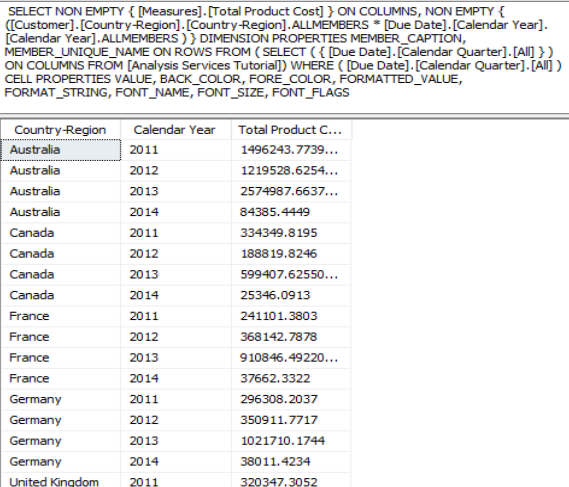 SELECT NON EMPTY { [Measures].[Total Product Cost] } ON COLUMNS, NON EMPTY {
([Customer].[Country-Region].[Country-Region].ALLMEMBERS * [Due Date].[Calendar Year].
[Calendar Year].ALLMEMBERS ) } DIMENSION PROPERTIES MEMBER_CAPTION,
MEMBER_UNIQUE_NAME ON ROWS FROM ( SELECT ( { [Due Date].[Calendar Quarter].[All] } )
ON COLUMNS FROM [Analysis Services Tutorial]) WHERE ( [Due Date].[Calendar Quarter].[All] )
CELL PROPERTIES VALUE, BACK_COLOR, FORE_COLOR, FORMATTED_VALUE,
FORMAT_STRING, FONT_NAME, FONT_SIZE, FONT_FLAGS
Country-Region Calendar Year Total Product C...
Australia 2011 1496243.7739...
Australia 2012 1219528.6254...
Australia 2013 2574987.6637...
Australia 2014 84385.4449
Canada 2011 334349.8195
Canada 2012 188819.8246
Canada 2013 599407.62550...
Canada 2014 25346.0913
France 2011 241101.3803
France 2012 368142.7878
France 2013 910846.49220...
France 2014 37662.3322
Germany 2011 296308.2037
Germany 2012 350911.7717
Germany 2013 1021710.1744
Germany 2014 38011.4234
United Kingdom 2011 320347.3052